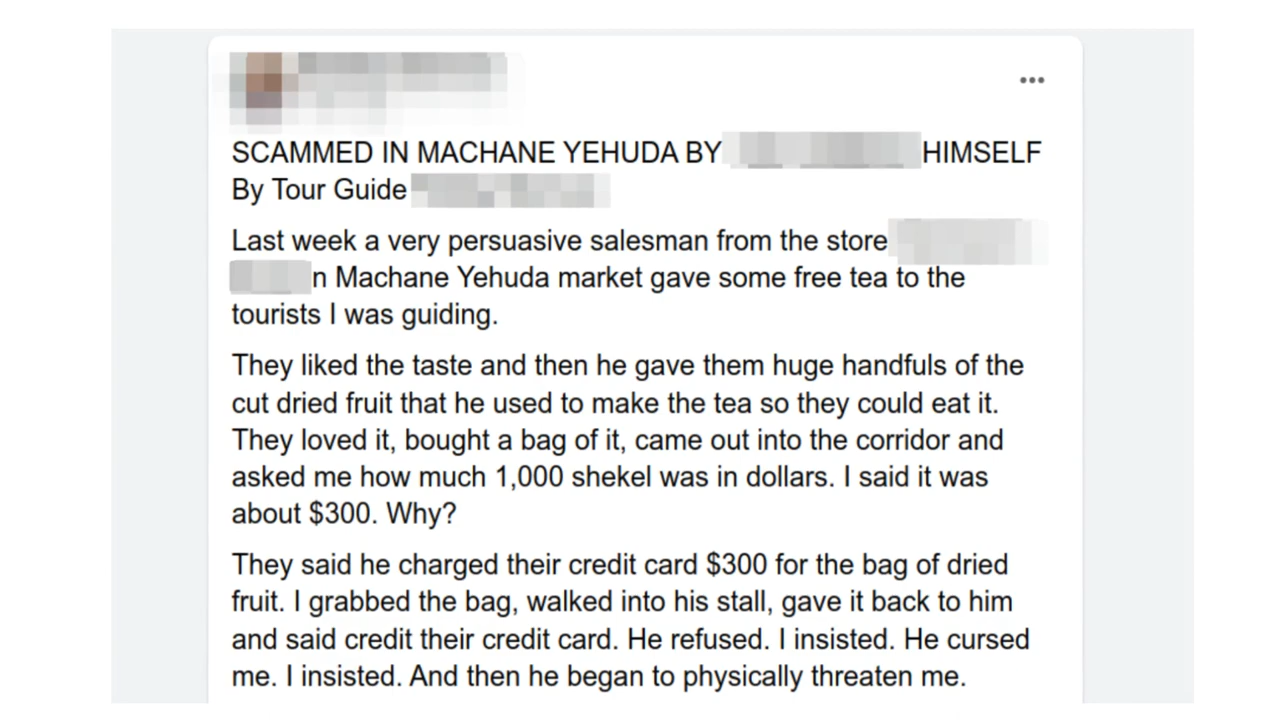 SCAMMED IN MACHANE YEHUDA BY HIMSELF
By Tour Guide
Last week a very persuasive salesman from the store
n Machane Yehuda market gave some free tea to the
tourists I was guiding.
They liked the taste and then he gave them huge handfuls of the
cut dried fruit that he used to make the tea so they could eat it.
They loved it, bought a bag of it, came out into the corridor and
asked me how much 1,000 shekel was in dollars. I said it was
about $300. Why?
They said he charged their credit card $300 for the bag of dried
fruit. I grabbed the bag, walked into his stall, gave it back to him
and said credit their credit card. He refused. I insisted. He cursed
me. I insisted. And then he began to physically threaten me.